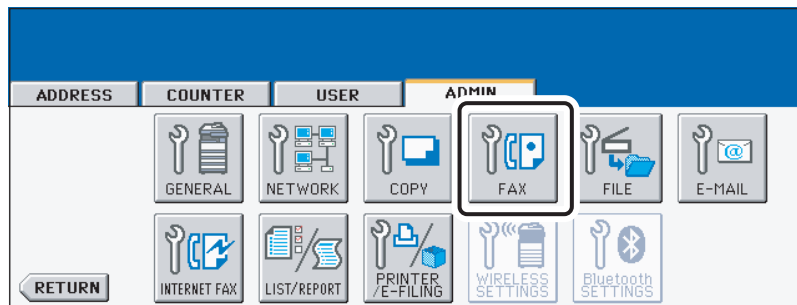 ADDRESS COUNTER USER ADMIN
GENERAL NETWORK COPY FAX FILE E-MAIL
INTERNET FAX LIST/REPORT PRINTER /E-FILING WIRELESS SETTINGS Bluetooth SETTINGS
RETURN